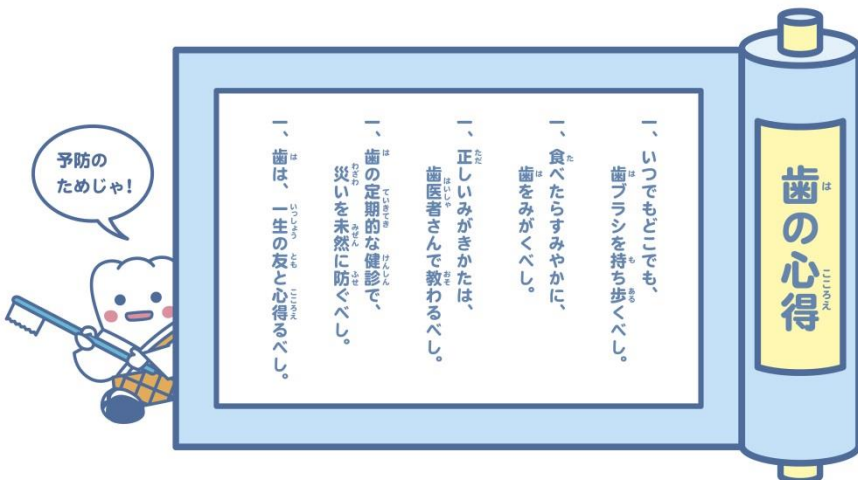 歯の心得
一、いつでもどこでも、
歯ブラシを持ち歩くべし。
一、食べたらすみやかに、
歯をみがくべし。
一、正しいみがきかたは、
歯医者さんで教わるべし。
一、歯の定期的な健診で、
災いを未然に防ぐべし。
一、歯は、一生の友と心得るべし。
予防の
ためじゃ!